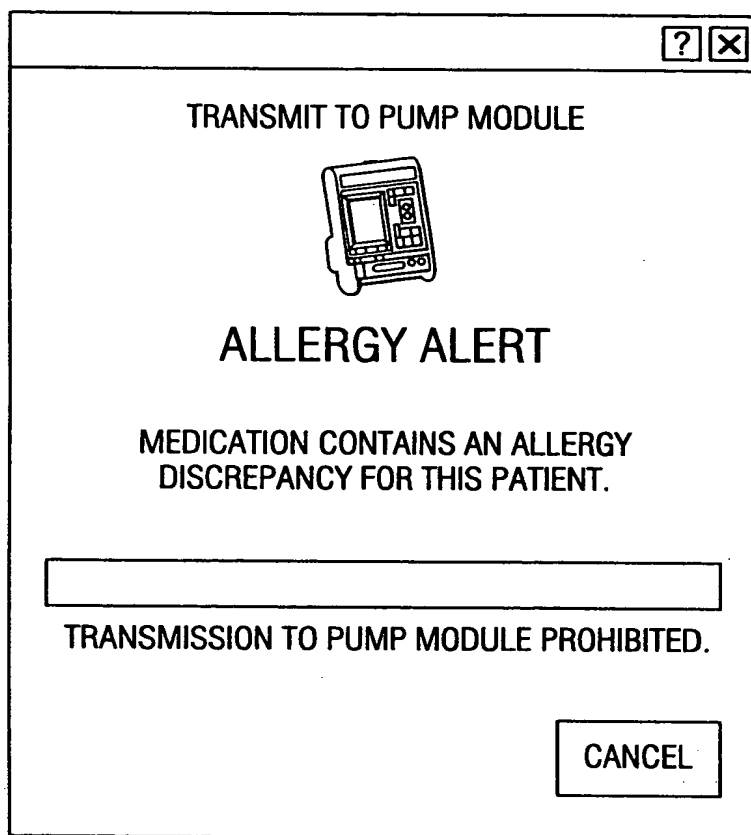 ?
TRANSMIT TO PUMP MODULE
ALLERGY ALERT
MEDICATION CONTAINS AN ALLERGY
DISCREPANCY FOR THIS PATIENT.
TRANSMISSION TO PUMP MODULE PROHIBITED.
CANCEL